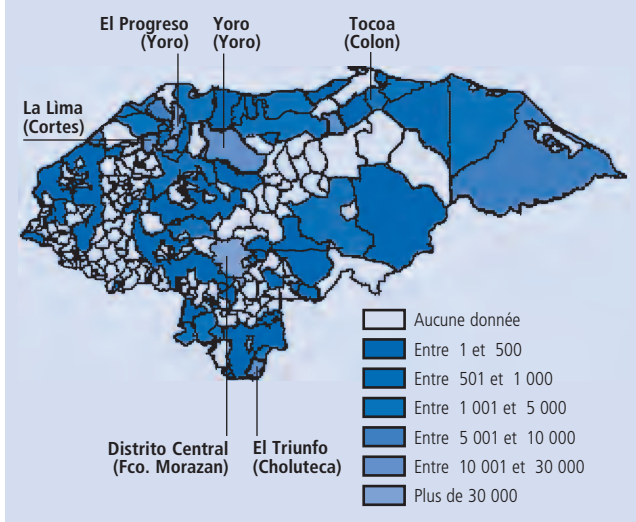 El Progreso
(Yoro)
Yoro
(Yoro)
Tocoa
(Colon)
La Lìma
(Cortes)
Aucune donnée
Entre 1 et 500
Entre 501 et 1 000
Entre 1 001 et 5 000
Entre 5 001 et 10 000
Entre 10 001 et 30 000
Plus de 30 000
Distrito Central
(Fco. Morazan)
El Triunfo
(Choluteca)